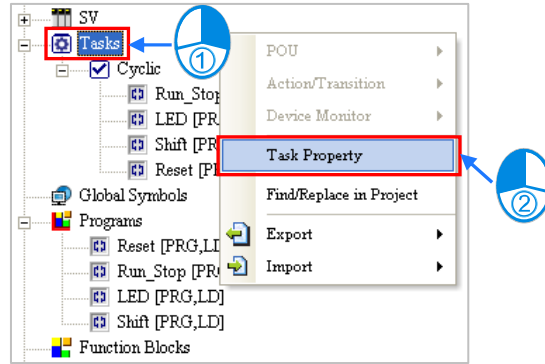 SV
Tasks
①
Cyclic
Run_Stop
LED [PR
Shift [PR
Reset [PR
Global Symbols
Programs
Reset [PRG,LD
Run_Stop [PR
LED [PRG,LD]
Shift [PRG,LD]
Function Blocks
POU
Action/Transition
Device Monitor
Task Property
②
Find/Replace in Project
Export
Import